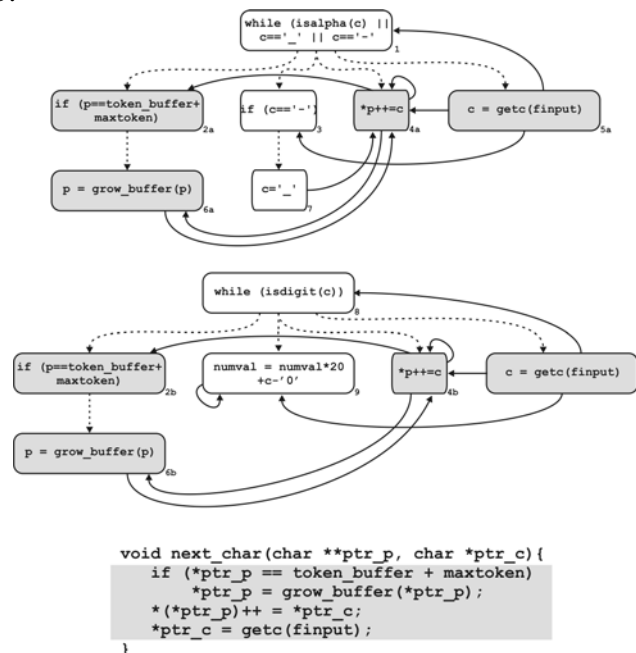 while (isalpha(c) ||
c=='_' || c=='-'
1
if (p==token_buffer+
maxtoken)
2a
if (c=='-')
3
*p++=c
4a
c = getc(finput)
5a
p = grow_buffer(p)
6a
c='_'
7
while (isdigit(c))
8
if (p==token_buffer+
maxtoken)
2b
numval = numval*20
+c-'0'
9
*p++=c
4b
c = getc(finput)
p = grow_buffer(p)
6b
void next_char(char **ptr_p, char *ptr_c){
if (*ptr_p == token_buffer + maxtoken)
*ptr_p = grow_buffer(*ptr_p);
*(*ptr_p)++ = *ptr_c;
*ptr_c = getc(finput);
}